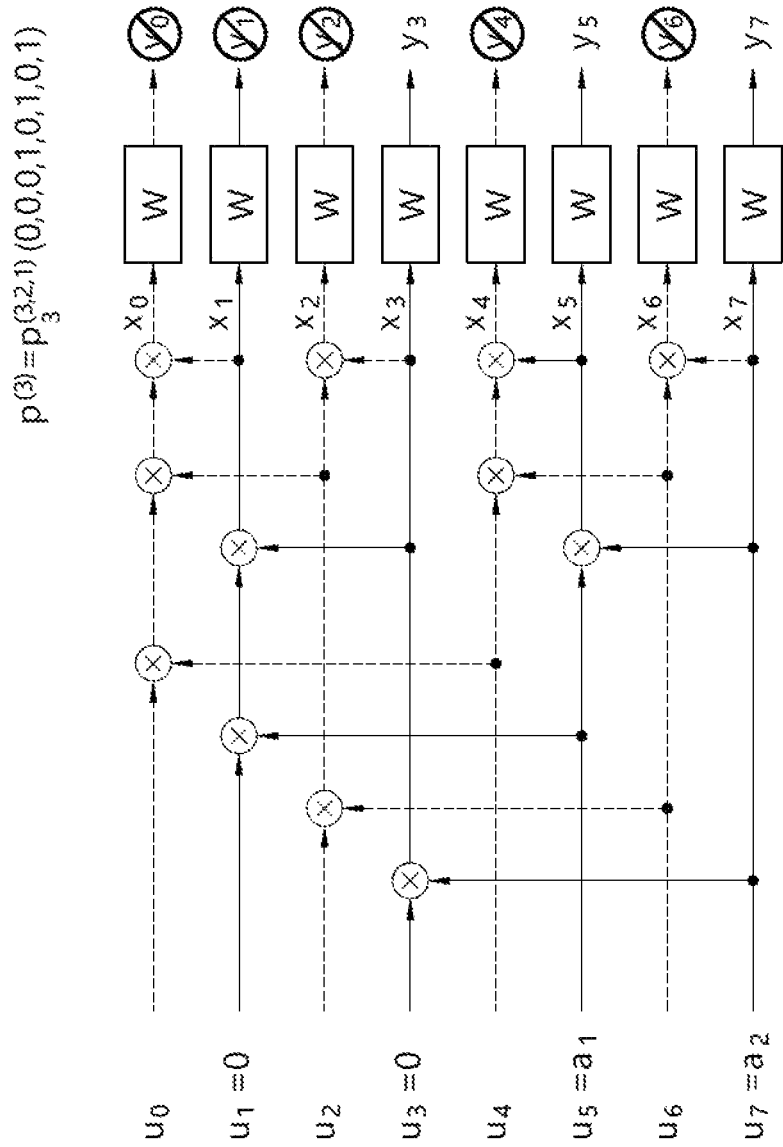 p^(3)=p_3^(3,2,1) (0,0,0,1,0,1,0,1)
u0 x0 W y0
u1 =0 x1 W y1
u2 x2 W y2
u3 =0 x3 W y3
u4 x4 W y4
u5 =a1 x5 W y5
u6 x6 W y6
u7 =a2 x7 W y7